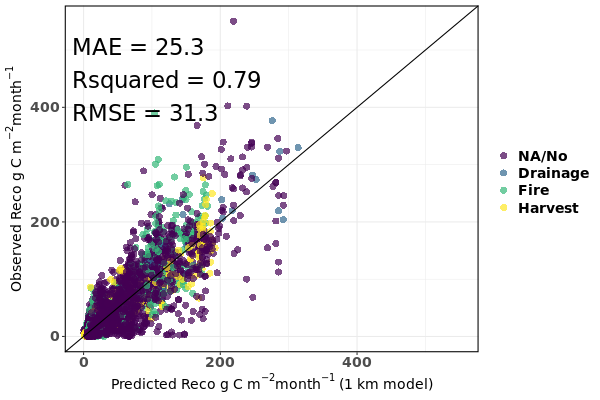 MAE = 25.3
Rsquared = 0.79
RMSE = 31.3
Observed Reco g C m⁻²month⁻¹
400
200
0
0 200 400
Predicted Reco g C m⁻²month⁻¹ (1 km model)
NA/No
Drainage
Fire
Harvest